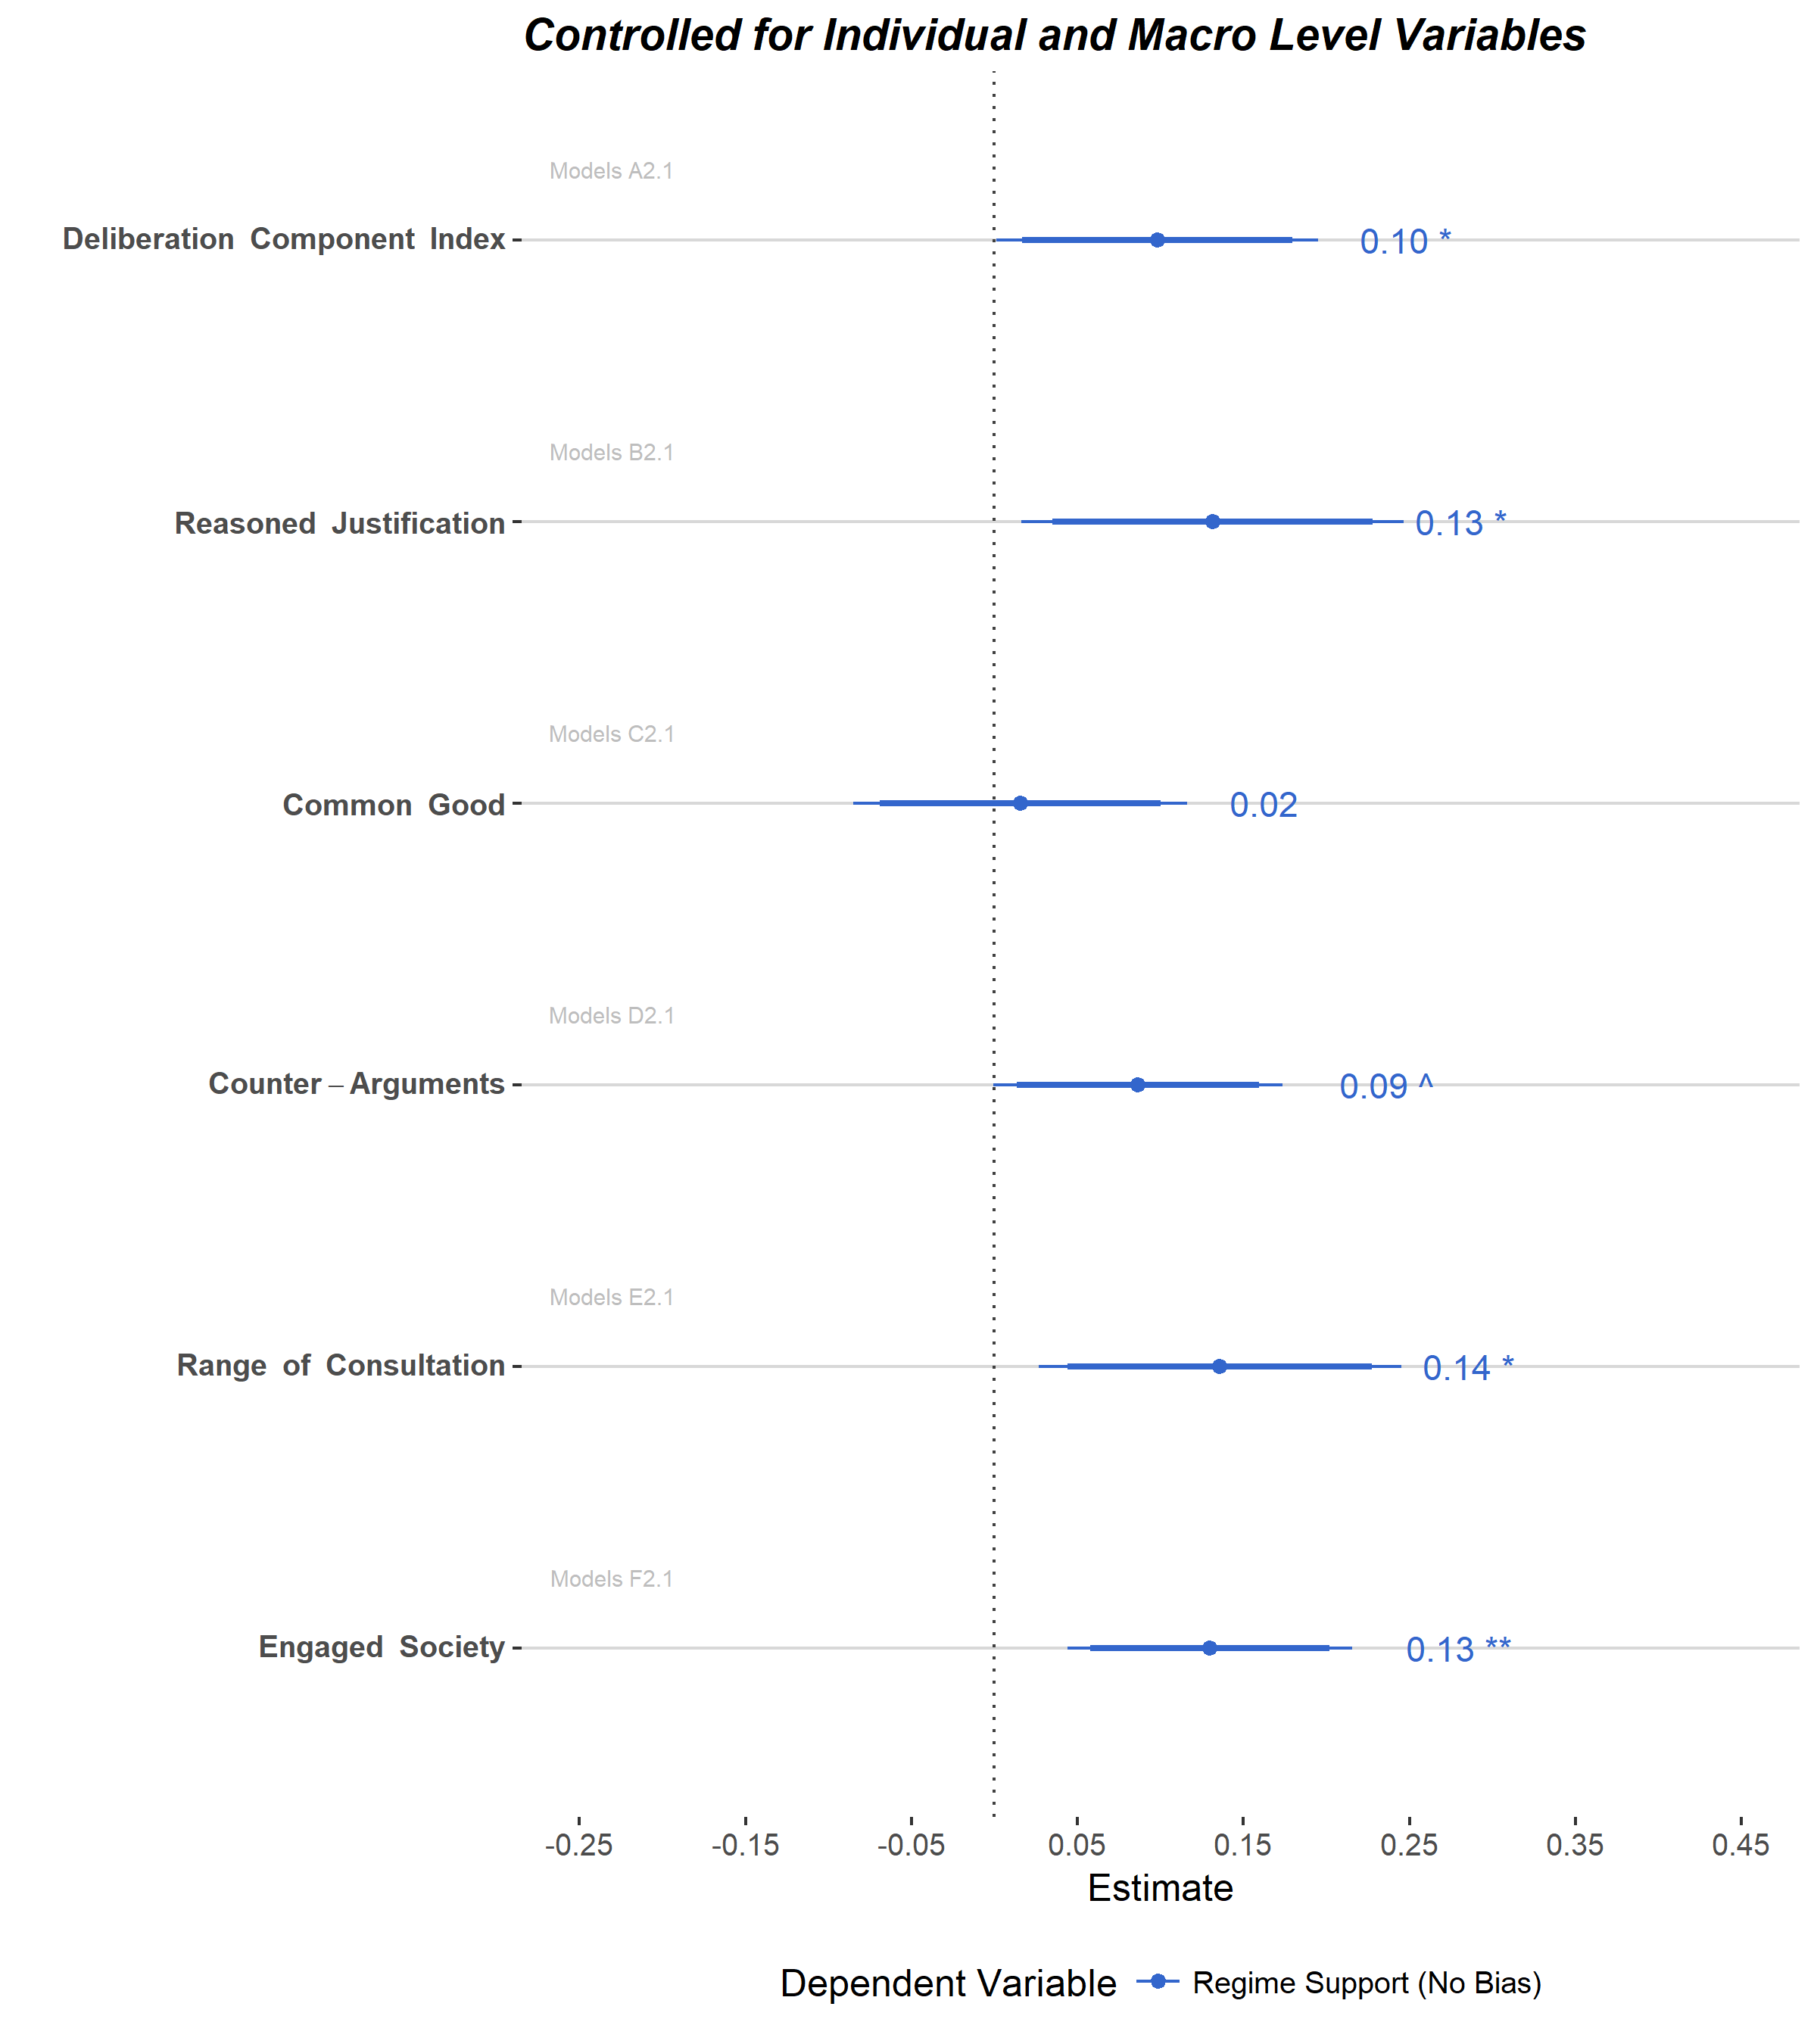 Controlled for Individual and Macro Level Variables
Models A2.1
Deliberation Component Index
0.10 *
Models B2.1
Reasoned Justification
0.13 *
Models C2.1
Common Good
0.02
Models D2.1
Counter – Arguments
0.09 ^
Models E2.1
Range of Consultation
0.14 *
Models F2.1
Engaged Society
0.13 **
-0.25 -0.15 -0.05 0.05 0.15 0.25 0.35 0.45
Estimate
Dependent Variable Regime Support (No Bias)